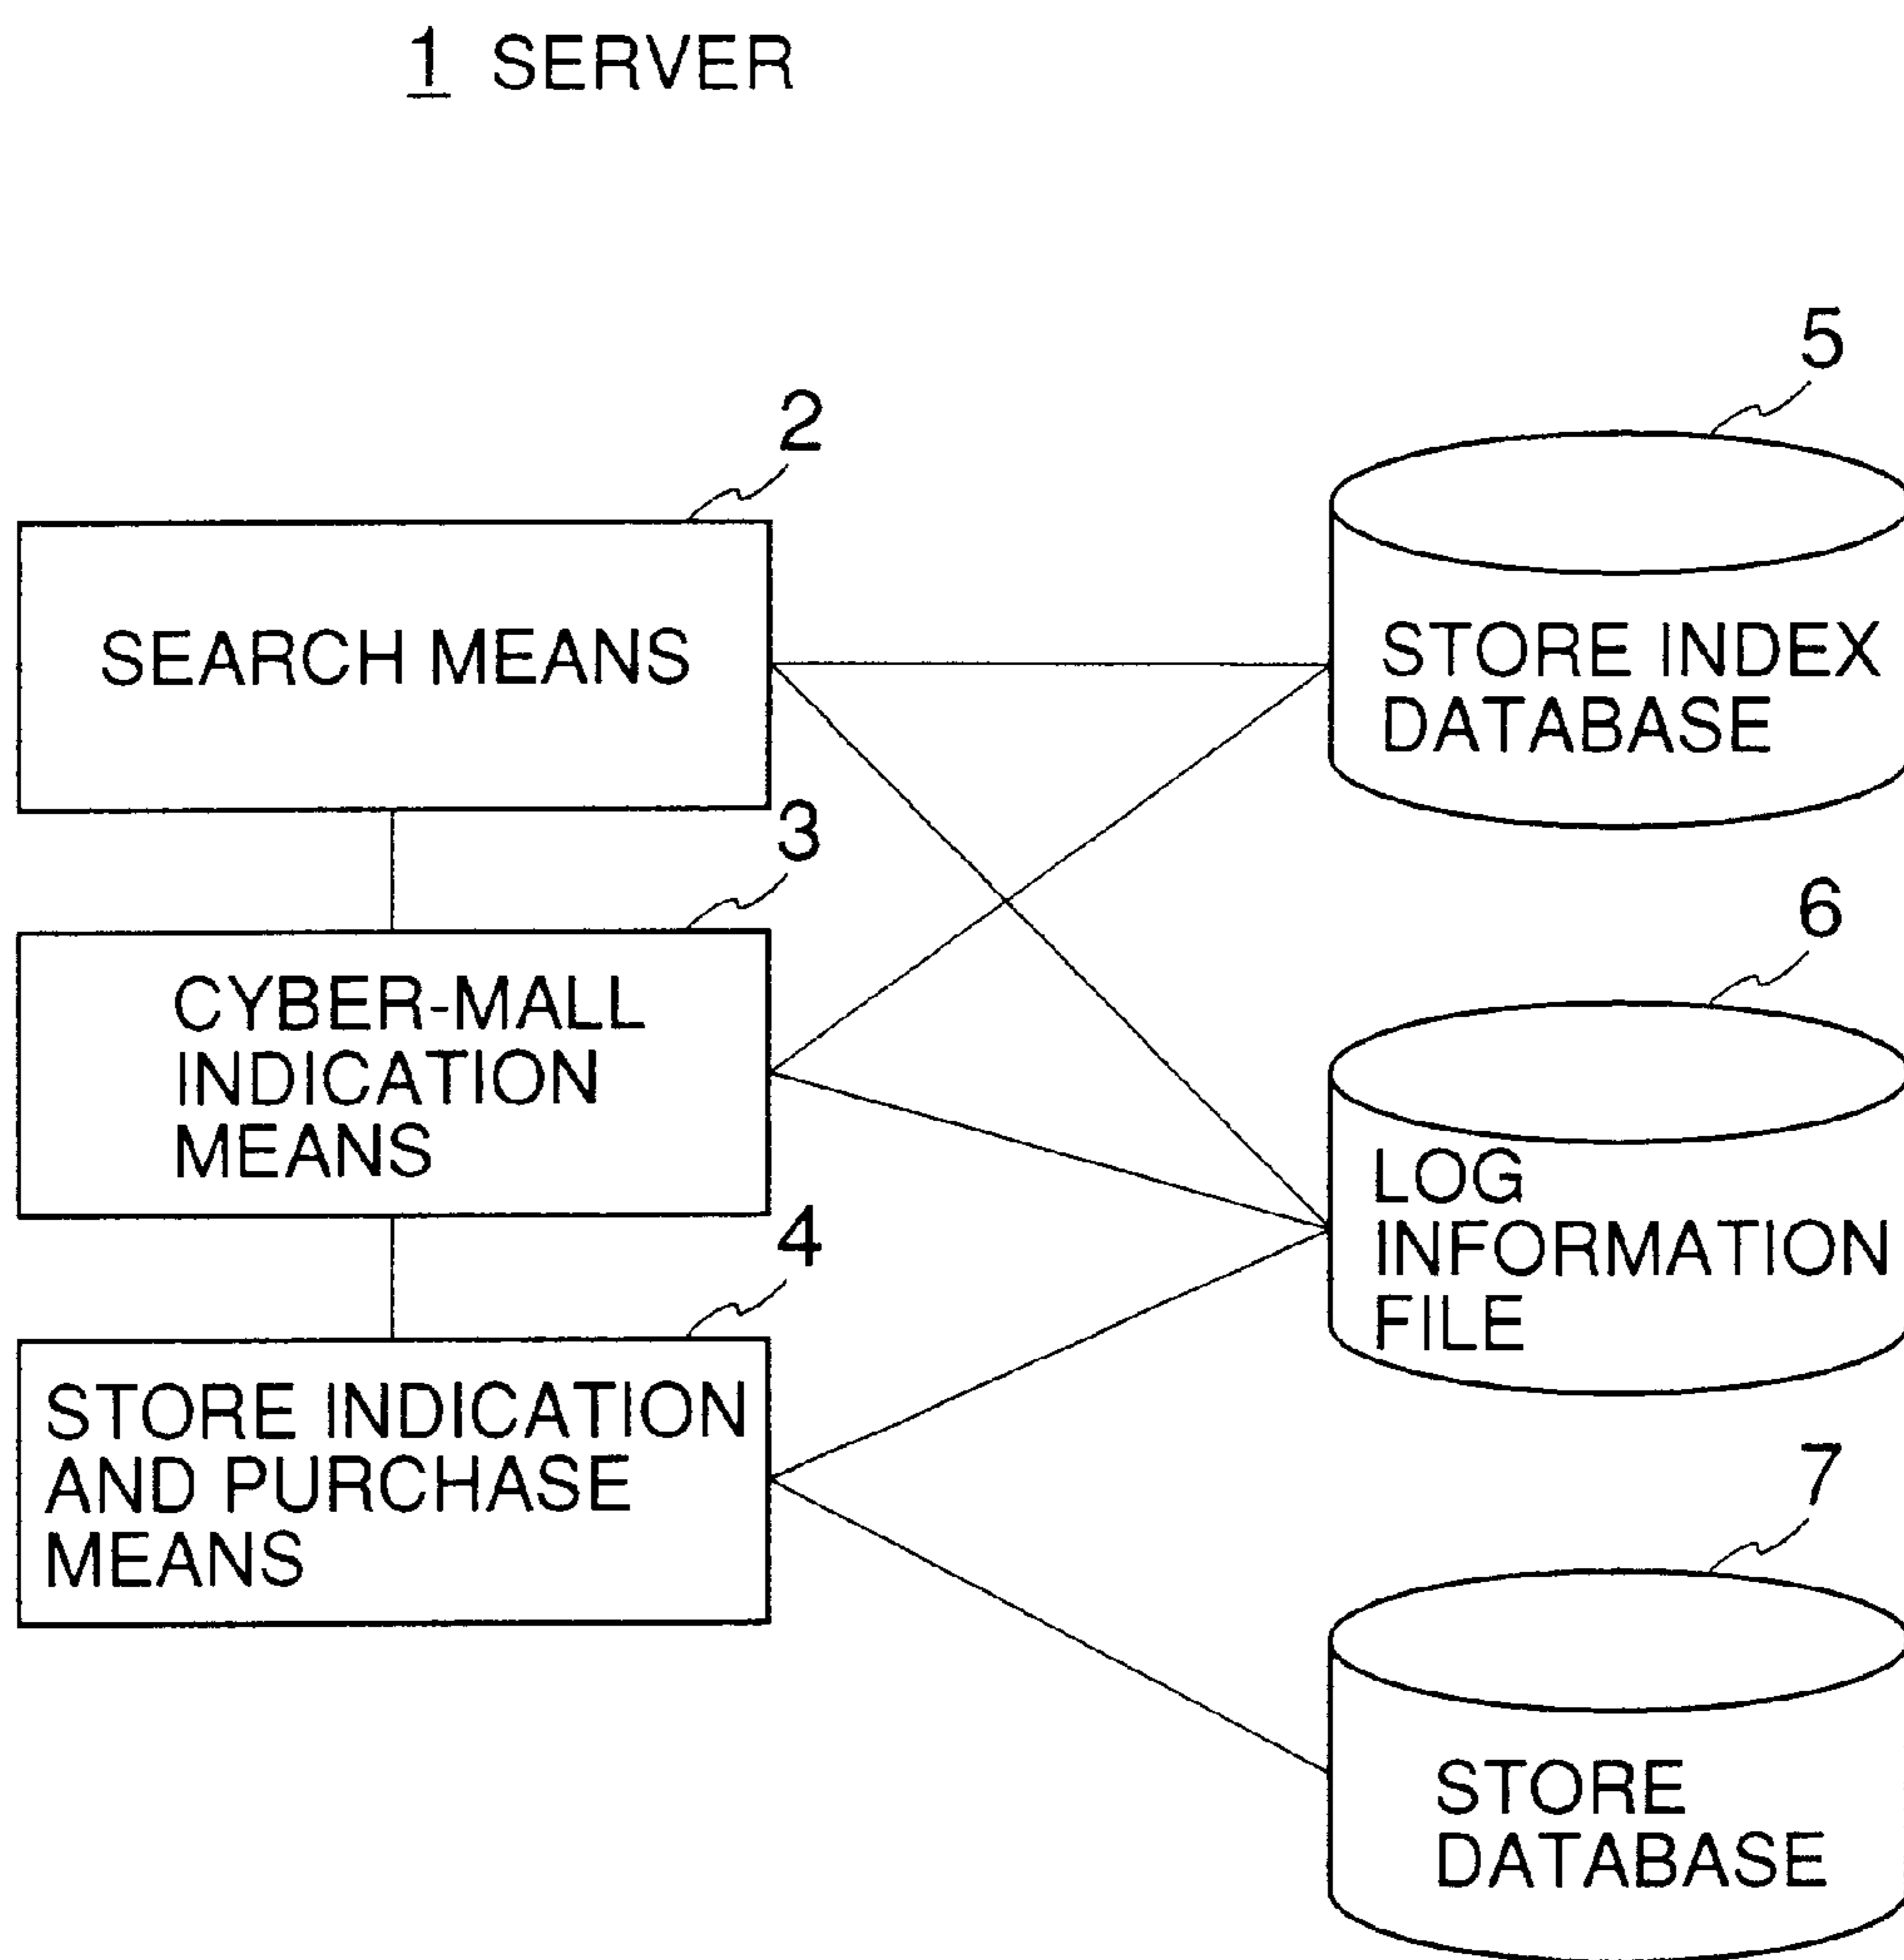 1 SERVER
2
SEARCH MEANS
3
CYBER-MALL
INDICATION
MEANS
4
STORE INDICATION
AND PURCHASE
MEANS
5
STORE INDEX
DATABASE
6
LOG
INFORMATION
FILE
7
STORE
DATABASE